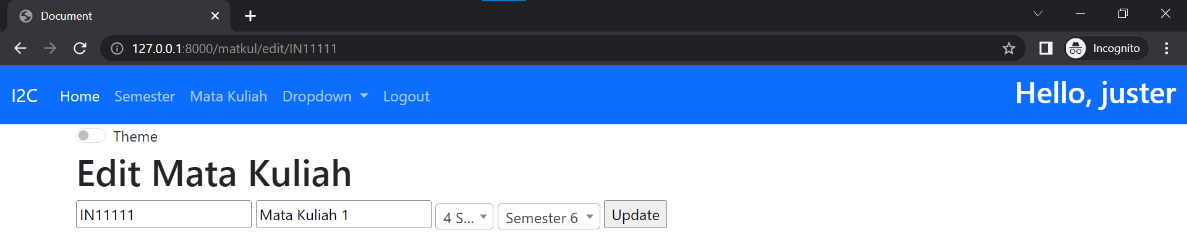 Document
127.0.0.1:8000/matkul/edit/IN11111 Incognito
I2C Home Semester Mata Kuliah Dropdown Logout Hello, juster
Theme
Edit Mata Kuliah
IN11111 Mata Kuliah 1 4 S... Semester 6 Update